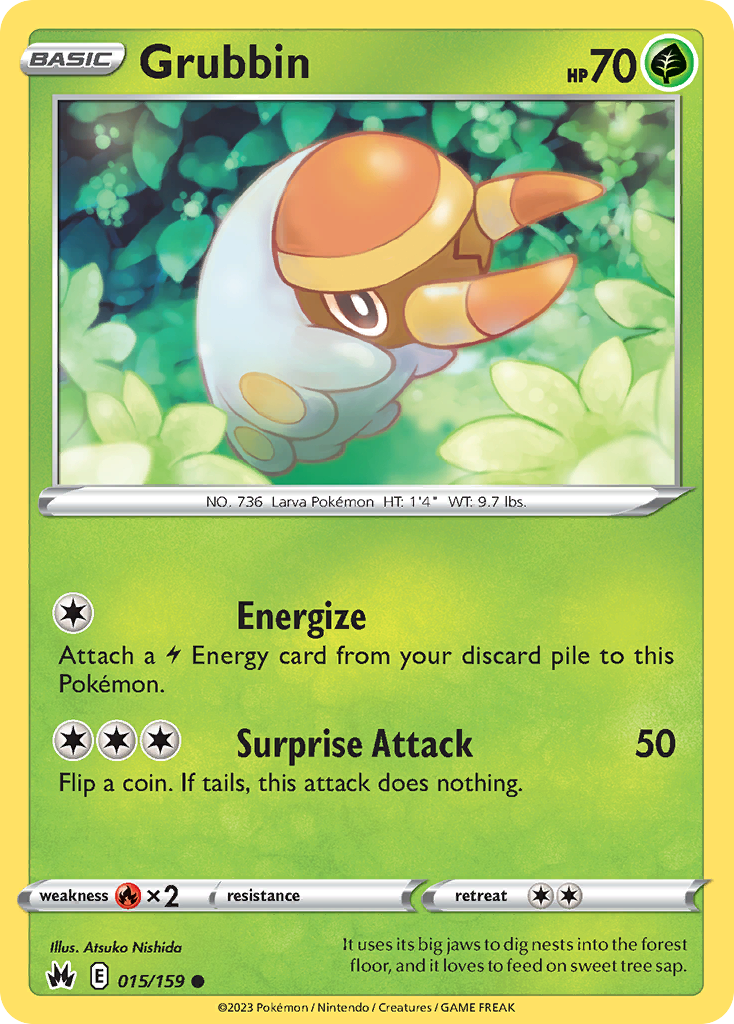 BASIC Grubbin HP70
NO. 736 Larva Pokémon HT: 1'4" WT: 9.7 lbs.
Energize
Attach a Energy card from your discard pile to this
Pokémon.
Surprise Attack 50
Flip a coin. If tails, this attack does nothing.
weakness ×2 resistance retreat
Illus. Atsuko Nishida
It uses its big jaws to dig nests into the forest
floor, and it loves to feed on sweet tree sap.
E 015/159
©2023 Pokémon / Nintendo / Creatures / GAME FREAK